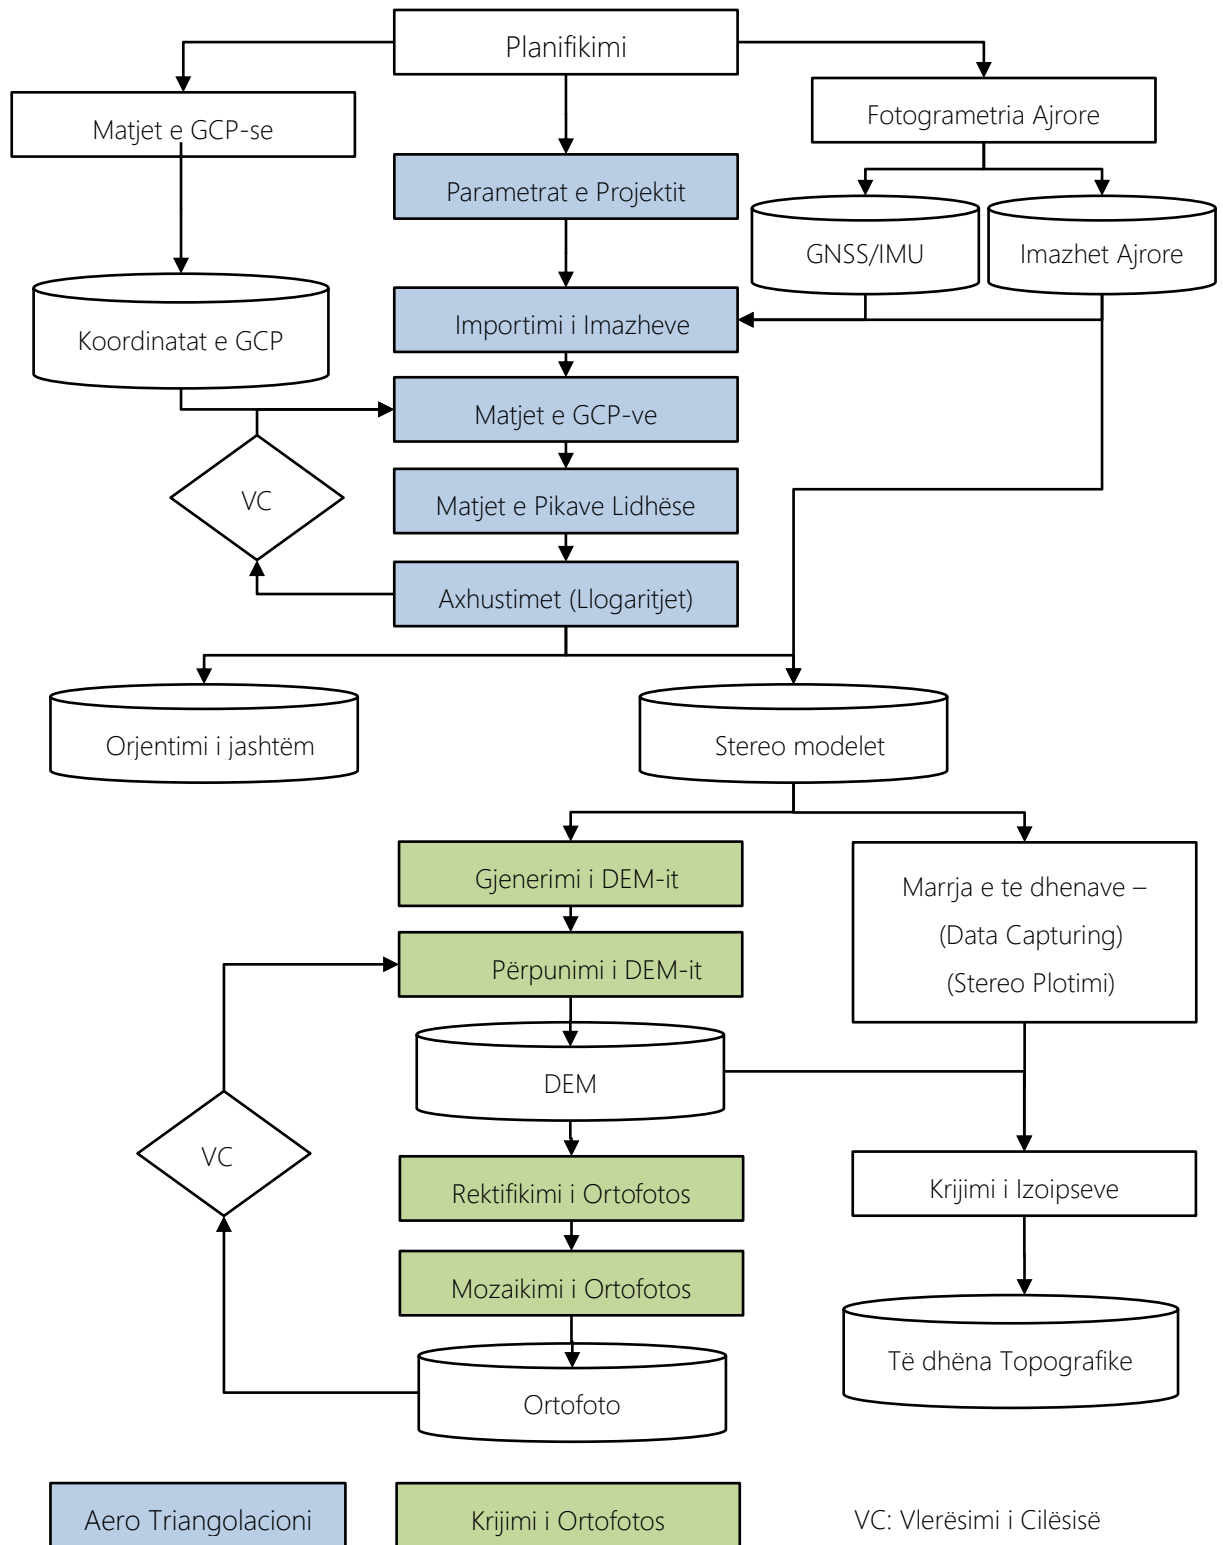 Planifikimi
Matjet e GCP-se
Fotogrametria Ajrore
Parametrat e Projektit
GNSS/IMU
Imazhet Ajrore
Importimi i Imazheve
Koordinatat e GCP
Matjet e GCP-ve
VC
Matjet e Pikave Lidhëse
Axhustimet (Llogaritjet)
Orjentimi i jashtëm
Stereo modelet
Gjenerimi i DEM-it
Marrja e te dhenave –
(Data Capturing)
(Stereo Plotimi)
Përpunimi i DEM-it
DEM
VC
Rektifikimi i Ortofotos
Krijimi i Izoipseve
Mozaikimi i Ortofotos
Të dhëna Topografike
Ortofoto
Aero Triangolacioni
Krijimi i Ortofotos
VC: Vlerësimi i Cilësisë